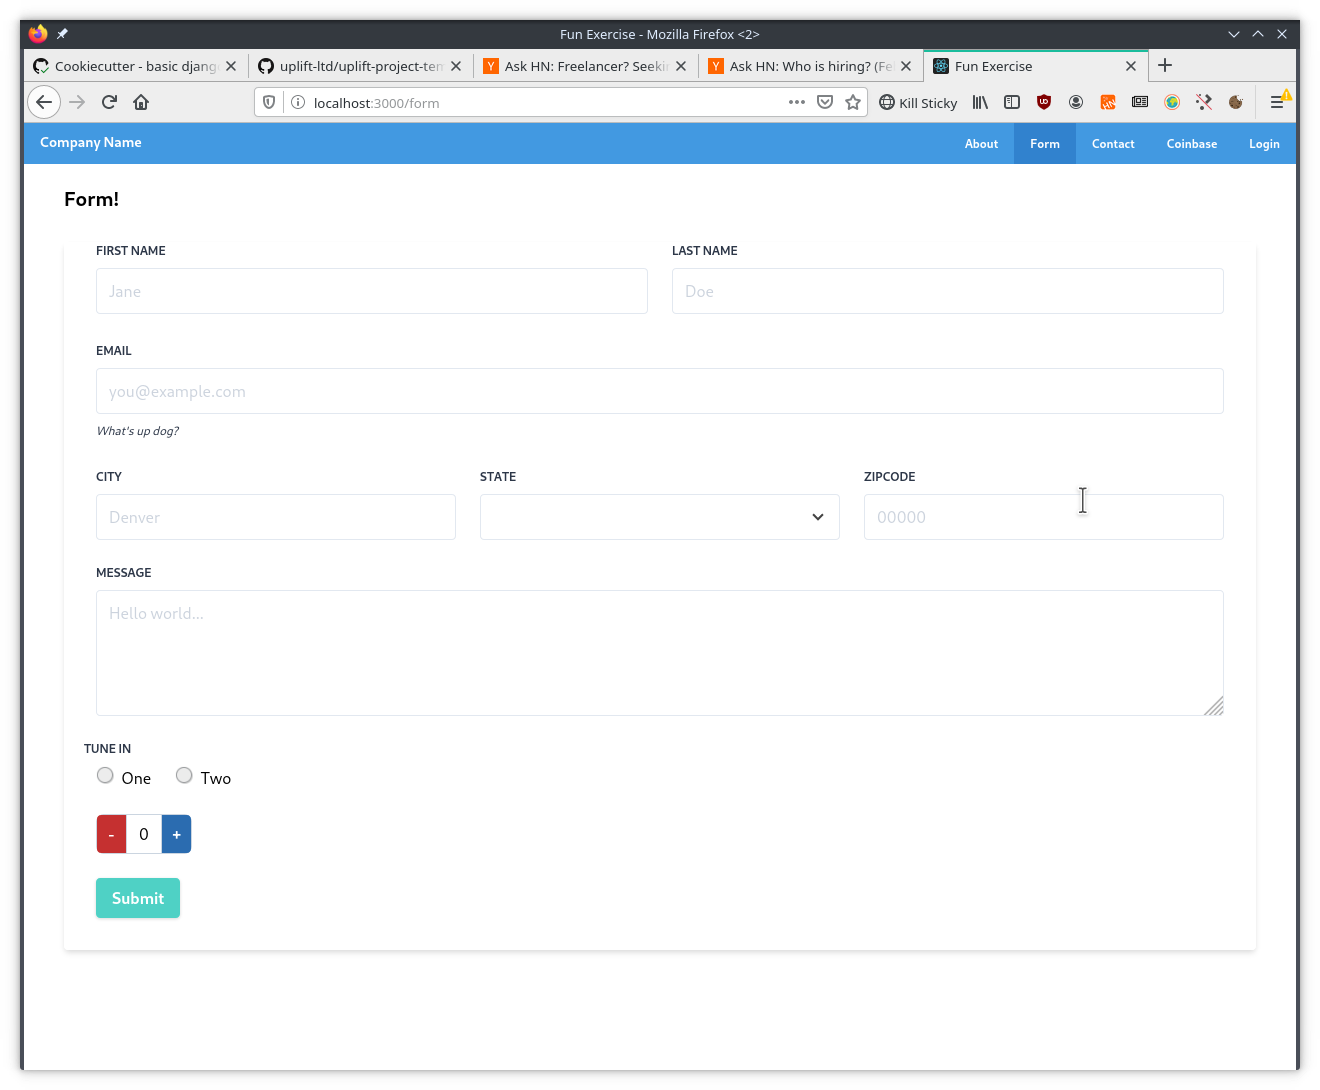 Fun Exercise - Mozilla Firefox <2>
Cookiecutter - basic djang
uplift-ltd/uplift-project-tem
Y
Ask HN: Freelancer? Seeki
Y
Ask HN: Who is hiring? (Fe
Fun Exercise
localhost:3000/form
Kill Sticky
Company Name
About
Form
Contact
Coinbase
Login
Form!
FIRST NAME
LAST NAME
Jane
Doe
EMAIL
you@example.com
What's up dog?
CITY
STATE
ZIPCODE
Denver
00000
MESSAGE
Hello world...
TUNE IN
One
Two
- 0 +
Submit